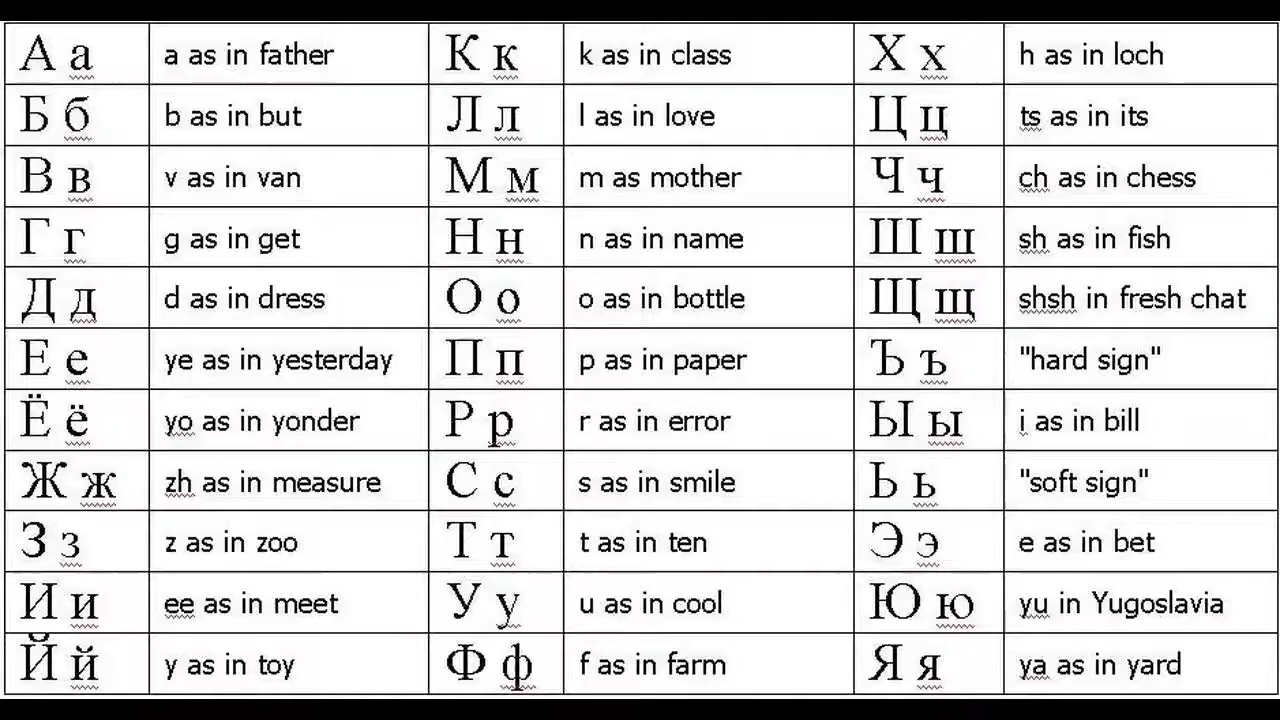 А а a as in father К к k as in class Х х h as in loch
Б б b as in but Л л l as in love Ц ц ts as in its
В в v as in van М м m as mother Ч ч ch as in chess
Г г g as in get Н н n as in name Ш ш sh as in fish
Д д d as in dress О о o as in bottle Щ щ shsh in fresh chat
Е е ye as in yesterday П п p as in paper Ъ ъ "hard sign"
Ё ё yo as in yonder Р р r as in error Ы ы i as in bill
Ж ж zh as in measure С с s as in smile Ь ь "soft sign"
З з z as in zoo Т т t as in ten Э э e as in bet
И и ee as in meet У у u as in cool Ю ю yu in Yugoslavia
Й й y as in toy Ф ф f as in farm Я я ya as in yard